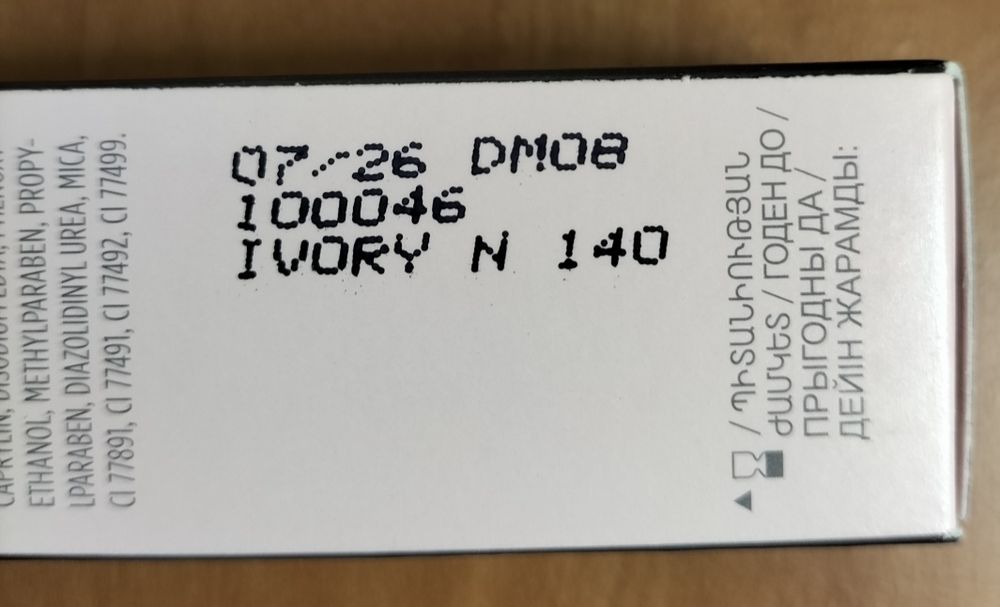 07/26 DM08
100046
IVORY N 140
ETHANOL, METHYLPARABEN, PROPY-
LPARABEN, DIAZOLIDINYL UREA, MICA,
CI 77891, CI 77491, CI 77492, CI 77499.
/ ՊԻՏԱՆԻՈՒԹՅԱՆ
ԺԱՄԿԵՏ / ГОДЕН ДО /
ПРЫГОДНЫ ДА /
ДЕЙІН ЖАРАМДЫ: